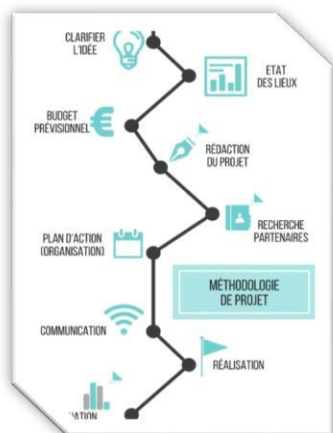 CLARIFIER
L'IDÉE
ETAT
DES LIEUX
BUDGET
PRÉVISIONNEL
RÉDACTION
DU PROJET
RECHERCHE
PARTENAIRES
PLAN D'ACTION
(ORGANISATION)
MÉTHODOLOGIE
DE PROJET
COMMUNICATION
RÉALISATION